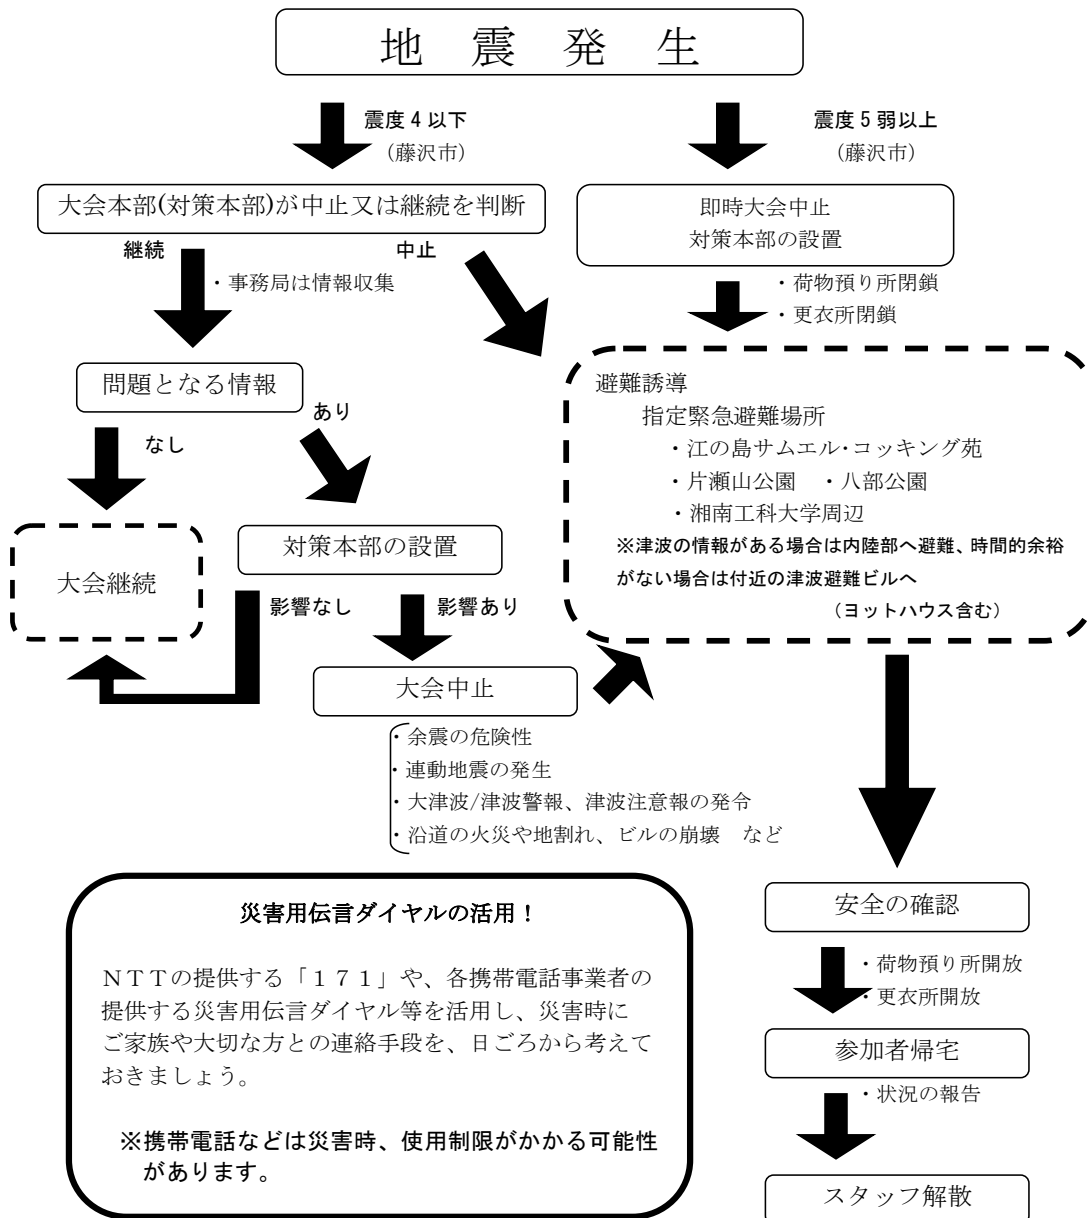 地 震 発 生
震度4以下
(藤沢市)
震度5弱以上
(藤沢市)
大会本部(対策本部)が中止又は継続を判断
即時大会中止
対策本部の設置
継続
中止
・事務局は情報収集
・荷物預り所閉鎖
・更衣所閉鎖
問題となる情報
あり
なし
避難誘導
指定緊急避難場所
・江の島サムエル・コッキング苑
・片瀬山公園 ・八部公園
・湘南工科大学周辺
※津波の情報がある場合は内陸部へ避難、時間的余裕
がない場合は付近の津波避難ビルへ
(ヨットハウス含む)
対策本部の設置
大会継続
影響なし
影響あり
大会中止
・余震の危険性
・連動地震の発生
・大津波/津波警報、津波注意報の発令
・沿道の火災や地割れ、ビルの崩壊 など
災害用伝言ダイヤルの活用!
NTTの提供する「171」や、各携帯電話事業者の
提供する災害用伝言ダイヤル等を活用し、災害時に
ご家族や大切な方との連絡手段を、日ごろから考えて
おきましょう。
※携帯電話などは災害時、使用制限がかかる可能性
があります。
安全の確認
・荷物預り所開放
・更衣所開放
参加者帰宅
・状況の報告
スタッフ解散